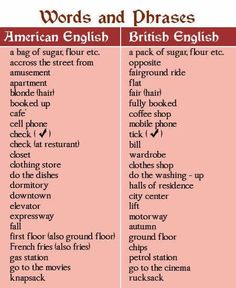 Words and Phrases
American English British English
a bag of sugar, flour etc. a pack of sugar, flour etc.
accross the street from opposite
amusement fairground ride
apartment flat
blonde (hair) fair (hair)
booked up fully booked
cafe' coffee shop
cell phone mobile phone
check ( ✓ ) tick ( ✓ )
check (at resturant) bill
closet wardrobe
clothing store clothes shop
do the dishes do the washing - up
dormitory halls of residence
downtown city center
elevator lift
expressway motorway
fall autumn
first floor (also ground floor) ground floor
French fries (also fries) chips
gas station petrol station
go to the movies go to the cinema
knapsack rucksack